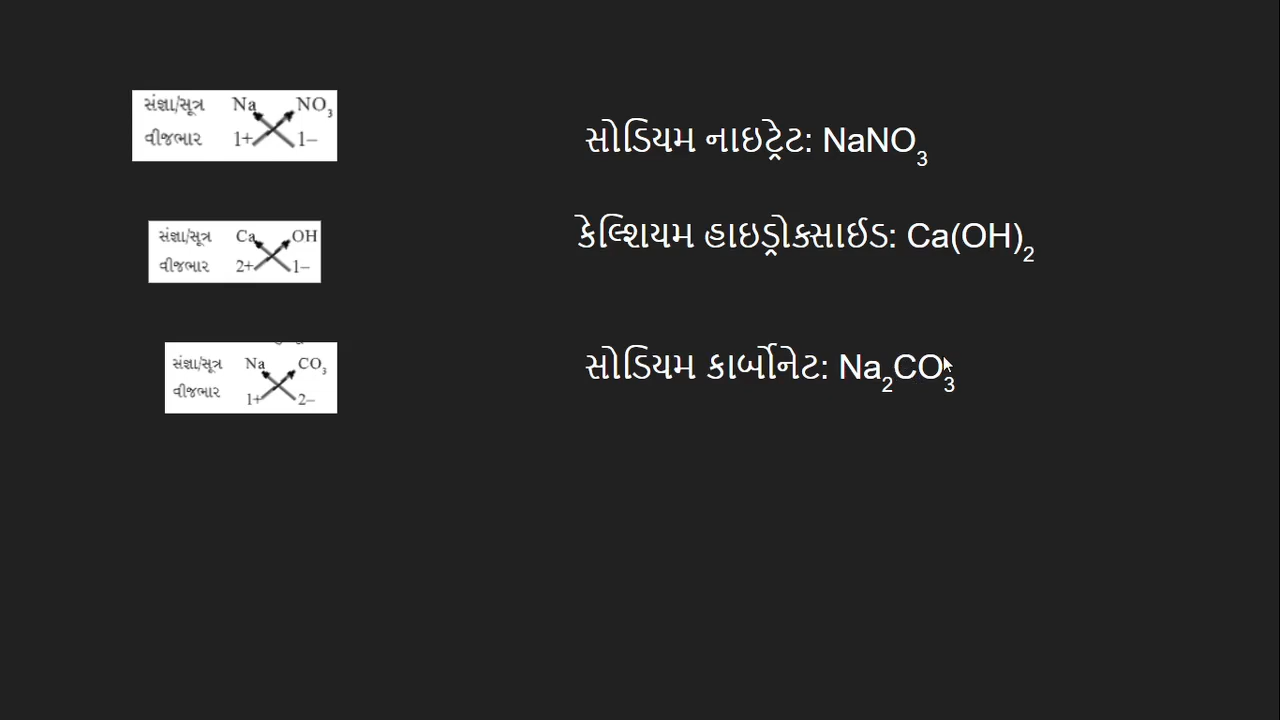 સંજ્ઞા/સૂત્ર Na NO₃
વીજભાર 1+ 1–
સોડિયમ નાઇટ્રેટ: NaNO₃
સંજ્ઞા/સૂત્ર Ca OH
વીજભાર 2+ 1–
કેલ્શિયમ હાઇડ્રોક્સાઈડ: Ca(OH)₂
સંજ્ઞા/સૂત્ર Na CO₃
વીજભાર 1+ 2–
સોડિયમ કાર્બોનેટ: Na₂CO₃